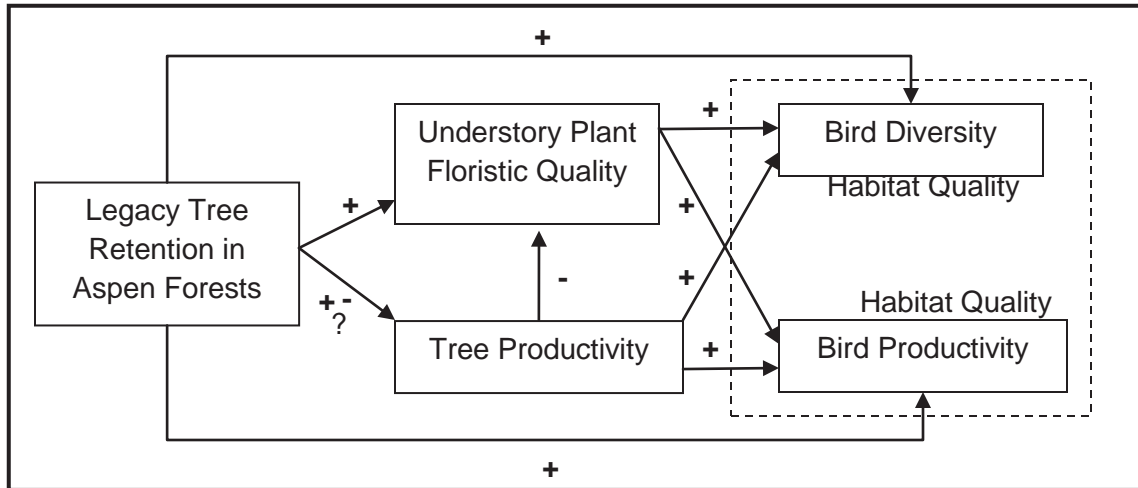 +
Understory Plant
Floristic Quality
+
Bird Diversity
Habitat Quality
Legacy Tree
Retention in
Aspen Forests
+
+
+
-
+ -
?
Habitat Quality
Tree Productivity
+
Bird Productivity
+